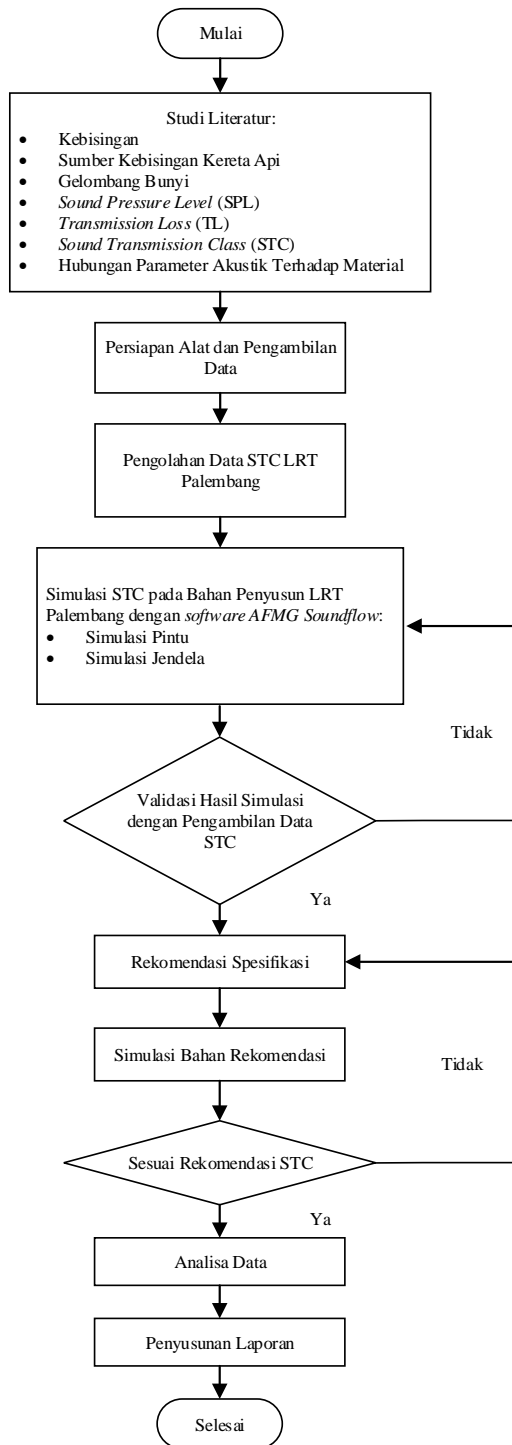 Mulai
Studi Literatur:
• Kebisingan
• Sumber Kebisingan Kereta Api
• Gelombang Bunyi
• Sound Pressure Level (SPL)
• Transmission Loss (TL)
• Sound Transmission Class (STC)
• Hubungan Parameter Akustik Terhadap Material
Persiapan Alat dan Pengambilan
Data
Pengolahan Data STC LRT
Palembang
Simulasi STC pada Bahan Penyusun LRT
Palembang dengan software AFMG Soundflow:
• Simulasi Pintu
• Simulasi Jendela
Tidak
Validasi Hasil Simulasi
dengan Pengambilan Data
STC
Ya
Rekomendasi Spesifikasi
Simulasi Bahan Rekomendasi
Tidak
Sesuai Rekomendasi STC
Ya
Analisa Data
Penyusunan Laporan
Selesai